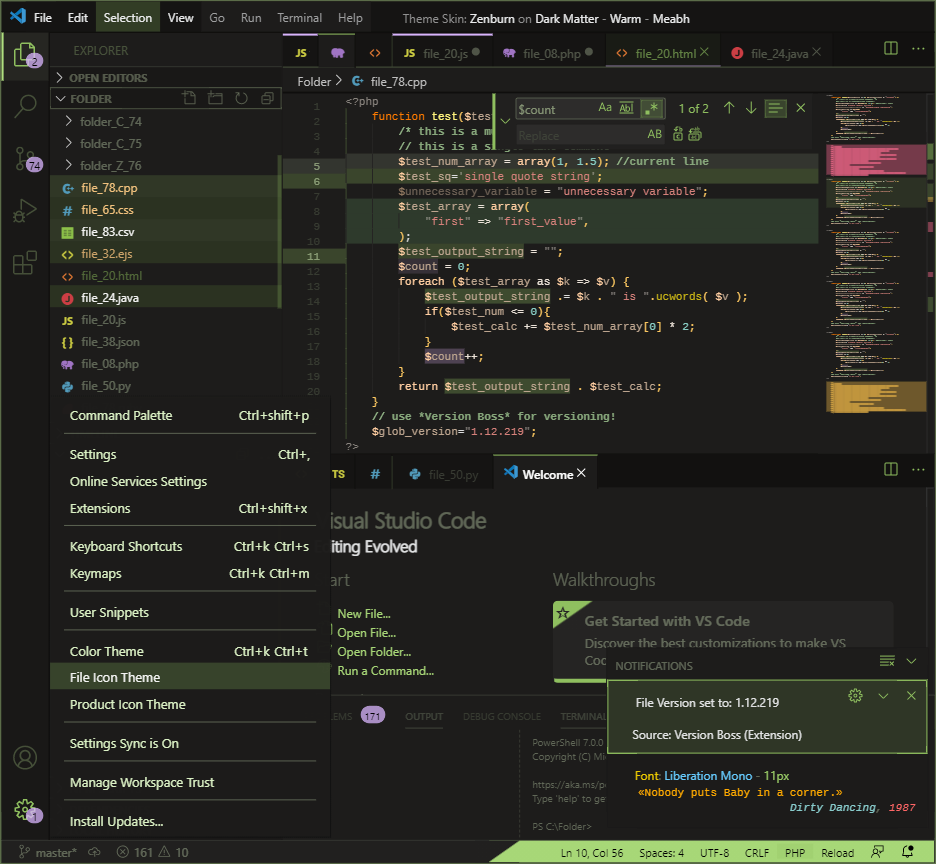 File Edit Selection View Go Run Terminal Help Theme Skin: Zenburn on Dark Matter - Warm - Meabh
2 EXPLORER JS JS file_20.js file_08.php file_20.html file_24.java
OPEN EDITORS
Folder file_78.cpp
FOLDER
folder_C_74
folder_C_75
74 folder_Z_76
file_78.cpp
# file_65.css
file_83.csv
file_32.ejs
file_20.html
file_24.java
JS file_20.js
{} file_38.json
file_08.php
file_50.py
1 <?php
2 function test($tes
3 /* this is a m
4 // this is a
5 $test_num_array = array(1, 1.5); //current line
6 $test_sq='single quote string';
7 $unnecessary_variable = "unnecessary variable";
8 $test_array = array(
9 "first" => "first_value",
10 );
11 $test_output_string = "";
12 $count = 0;
13 foreach ($test_array as $k => $v) {
14 $test_output_string .= $k . " is ".ucwords( $v );
15 if($test_num <= 0){
16 $test_calc += $test_num_array[0] * 2;
17 }
18 $count++;
19 }
20 return $test_output_string . $test_calc;
}
// use *Version Boss* for versioning!
$glob_version="1.12.219";
?>
$count Aa Abl .* 1 of 2
Replace AB
Command Palette Ctrl+shift+p
Settings Ctrl+,
Online Services Settings
Extensions Ctrl+shift+x
Keyboard Shortcuts Ctrl+k Ctrl+s
Keymaps Ctrl+k Ctrl+m
User Snippets
Color Theme Ctrl+k Ctrl+t
File Icon Theme
Product Icon Theme
Settings Sync is On
Manage Workspace Trust
Install Updates...
1
TS # file_50.py Welcome
isual Studio Code
iting Evolved
art
New File...
Open File...
Open Folder...
Run a Command...
Walkthroughs
Get Started with VS Code
Discover the best customizations to make VS
Cod
NOTIFICATIONS
File Version set to: 1.12.219
Source: Version Boss (Extension)
LEMS 171 OUTPUT DEBUG CONSOLE TERMINAL
PowerShell 7.0.0
Copyright (C) Mi
https://aka.ms/p
Type 'help' to ge
PS C:\Folder>
Font: Liberation Mono - 11px
«Nobody puts Baby in a corner.»
Dirty Dancing, 1987
master* 161 10 Ln 10, Col 56 Spaces: 4 UTF-8 CRLF PHP Reload